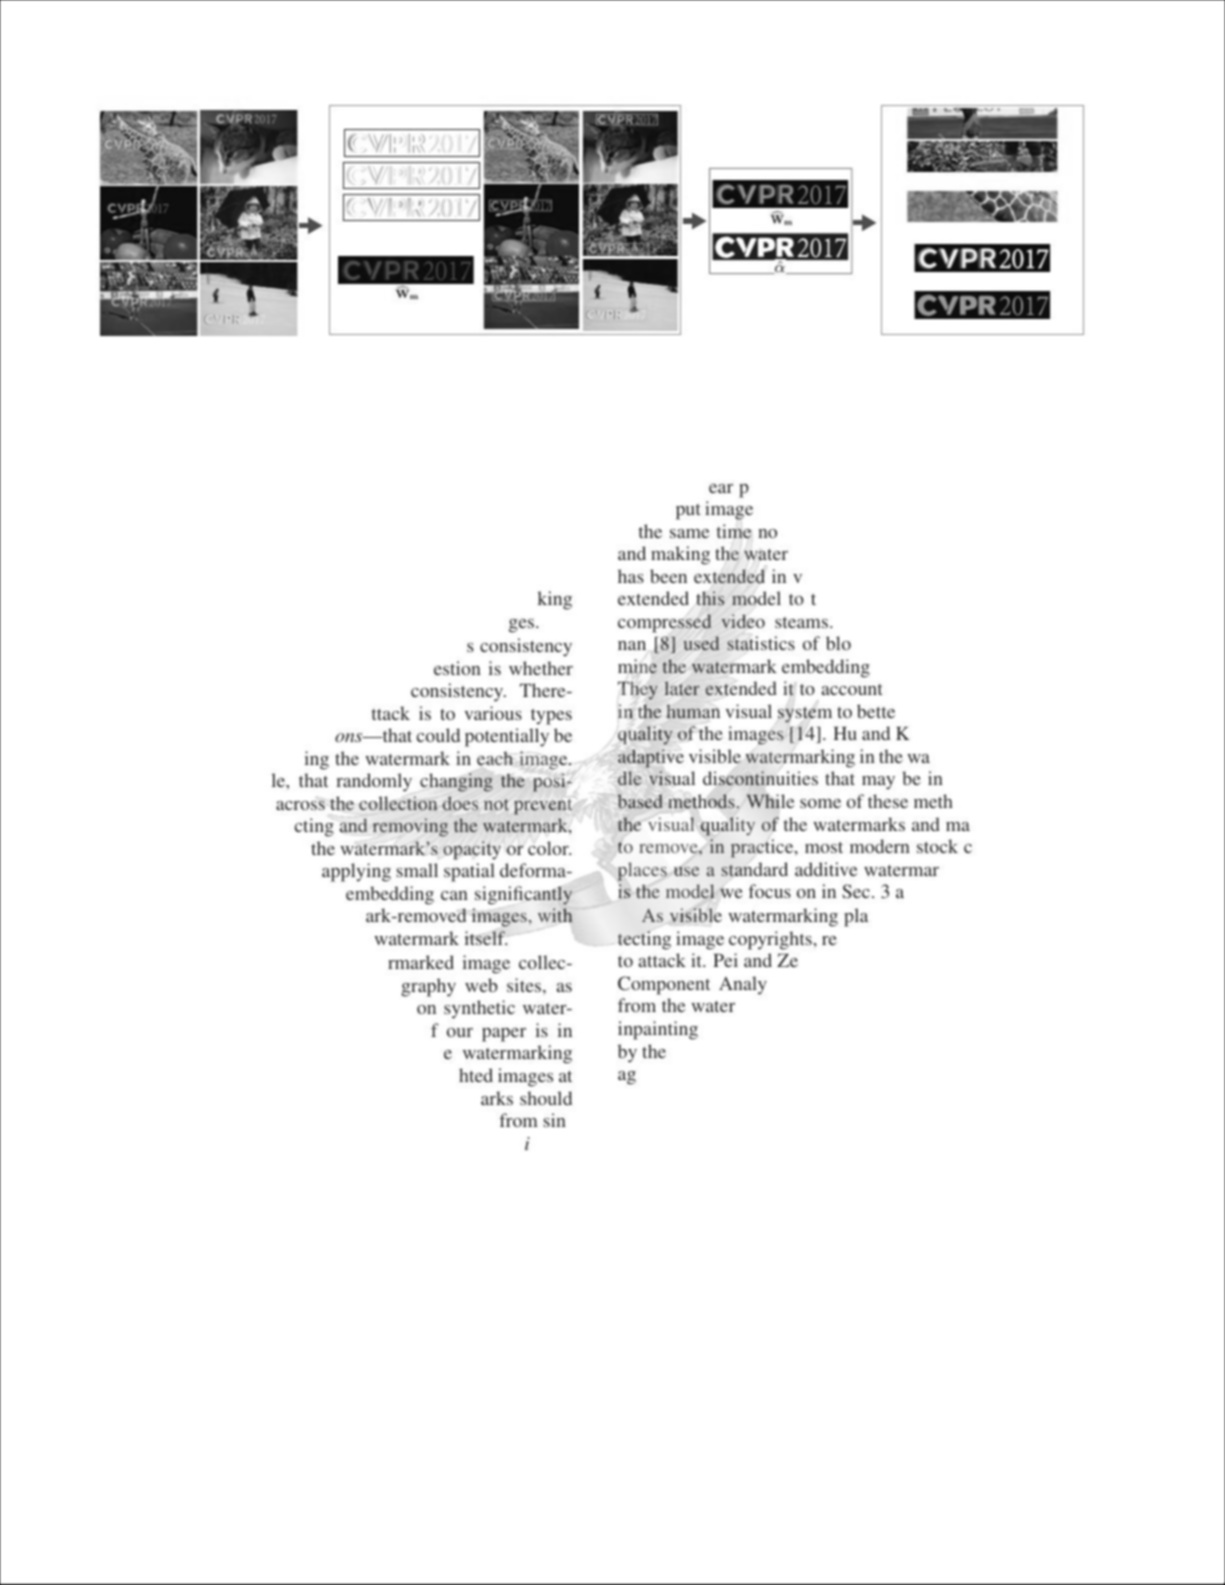 CVPR2017
CVPR2017
CVPR2017
CVPR2017
CVPR2017
CVPR2017
CVPR2017
CVPR2017
Ŵm
CVPR2017
CVPR2017
CVPR2017
Ŵm
CVPR2017
α̂
CVPR2017
CVPR2017
king
ges.
s consistency
estion is whether
consistency. There-
ttack is to various types
ons—that could potentially be
ing the watermark in each image.
le, that randomly changing the posi-
across the collection does not prevent
cting and removing the watermark,
the watermark's opacity or color.
applying small spatial deforma-
embedding can significantly
ark-removed images, with
watermark itself.
rmarked image collec-
graphy web sites, as
on synthetic water-
f our paper is in
e watermarking
hted images at
arks should
from sin
i
ear p
put image
the same time no
and making the water
has been extended in v
extended this model to t
compressed video steams.
nan [8] used statistics of blo
mine the watermark embedding
They later extended it to account
in the human visual system to bette
quality of the images [14]. Hu and K
adaptive visible watermarking in the wa
dle visual discontinuities that may be in
based methods. While some of these meth
the visual quality of the watermarks and ma
to remove, in practice, most modern stock c
places use a standard additive watermar
is the model we focus on in Sec. 3 a
As visible watermarking pla
tecting image copyrights, re
to attack it. Pei and Ze
Component Analy
from the water
inpainting
by the
ag